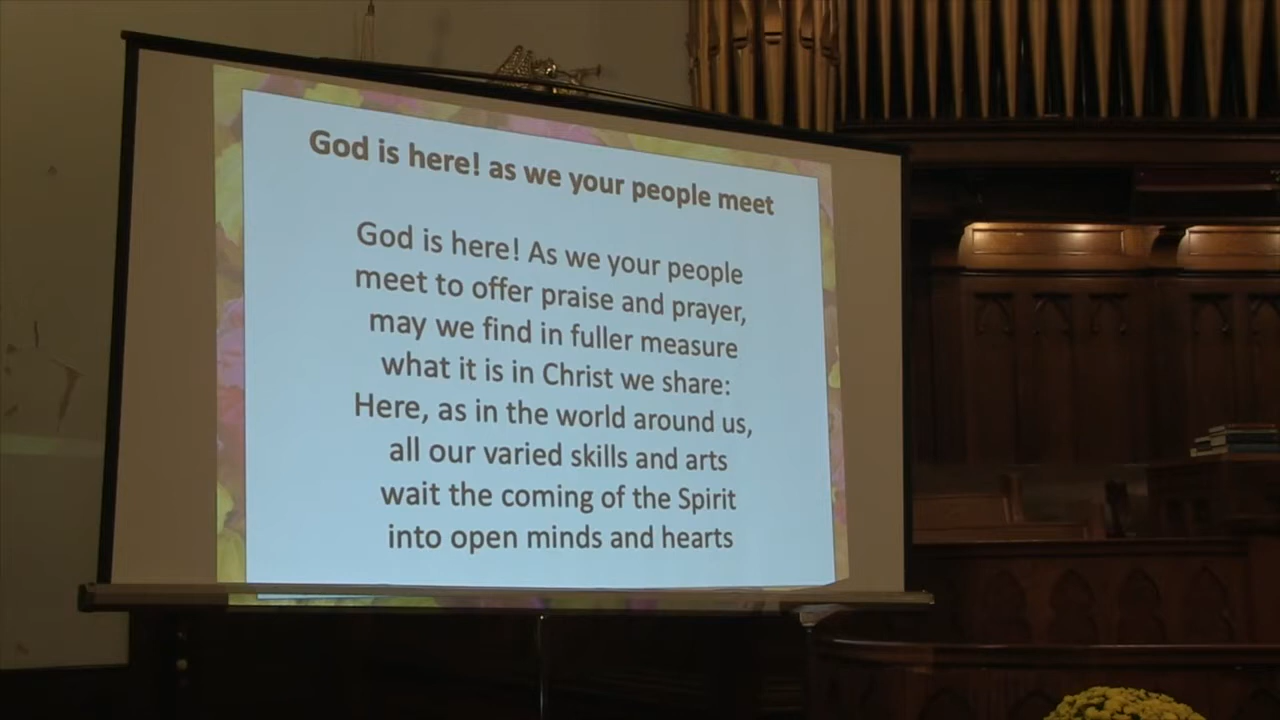 God is here! as we your people meet
God is here! As we your people
meet to offer praise and prayer,
may we find in fuller measure
what it is in Christ we share:
Here, as in the world around us,
all our varied skills and arts
wait the coming of the Spirit
into open minds and hearts